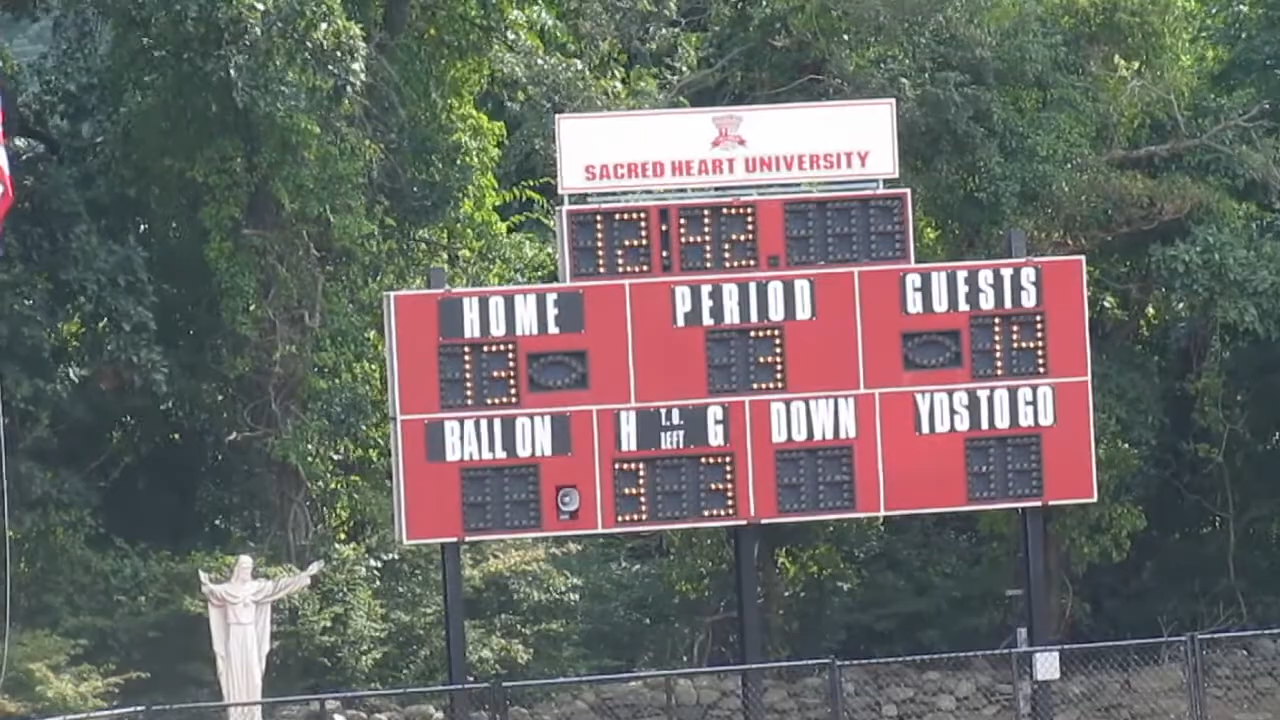 SACRED HEART UNIVERSITY
12:42
HOME PERIOD GUESTS
13 3 14
BALL ON H T.O. LEFT G DOWN YDS TO GO
3 3